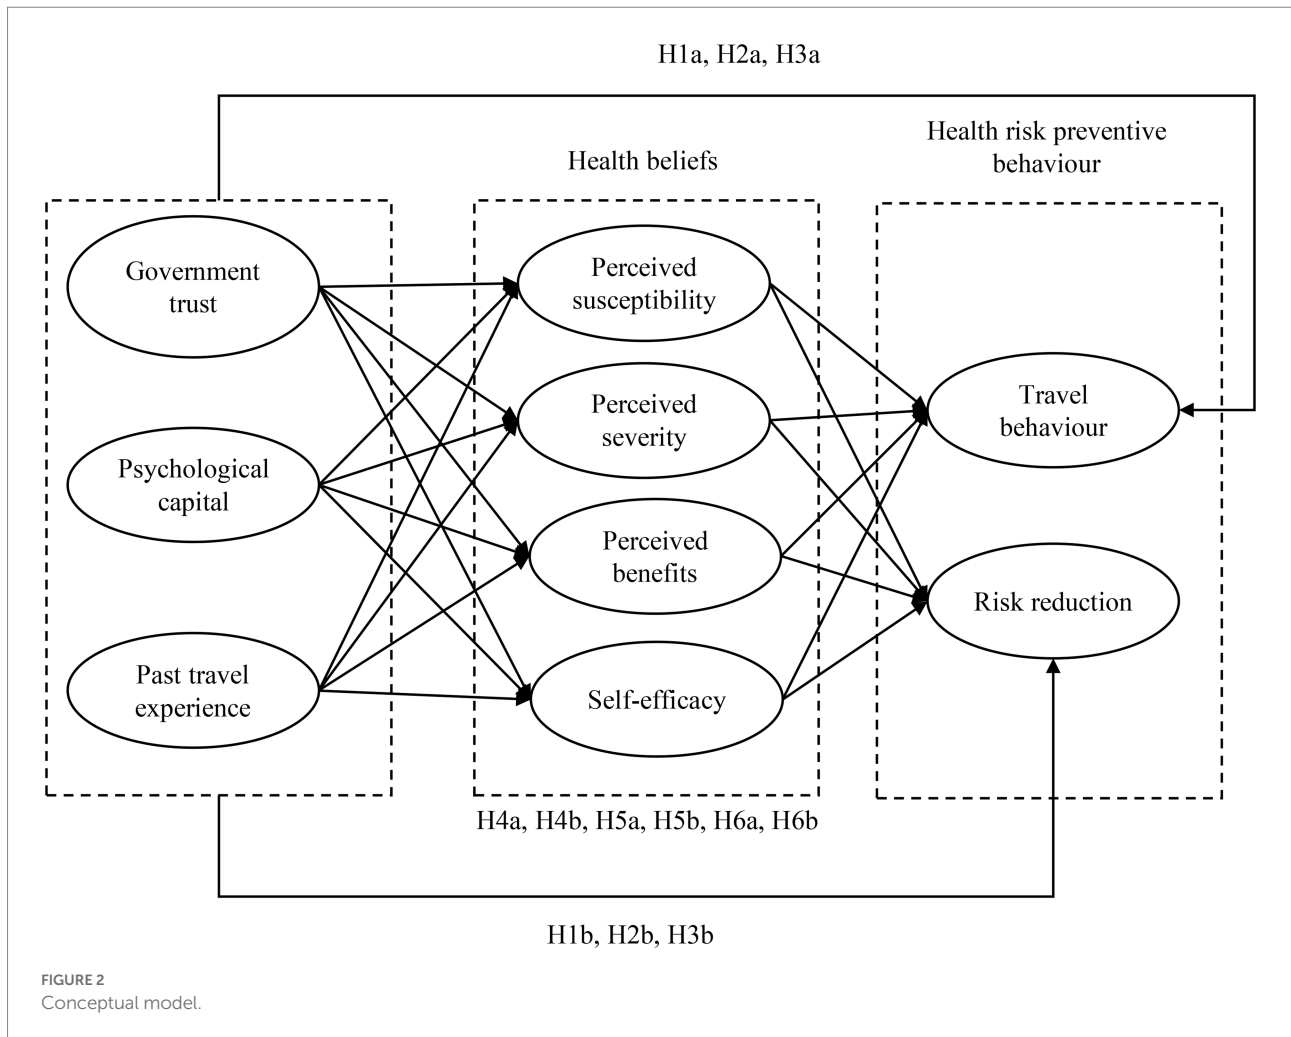 H1a, H2a, H3a
Health risk preventive
behaviour
Health beliefs
Government
trust
Psychological
capital
Past travel
experience
Perceived
susceptibility
Perceived
severity
Perceived
benefits
Self-efficacy
Travel
behaviour
Risk reduction
H4a, H4b, H5a, H5b, H6a, H6b
H1b, H2b, H3b
FIGURE 2
Conceptual model.